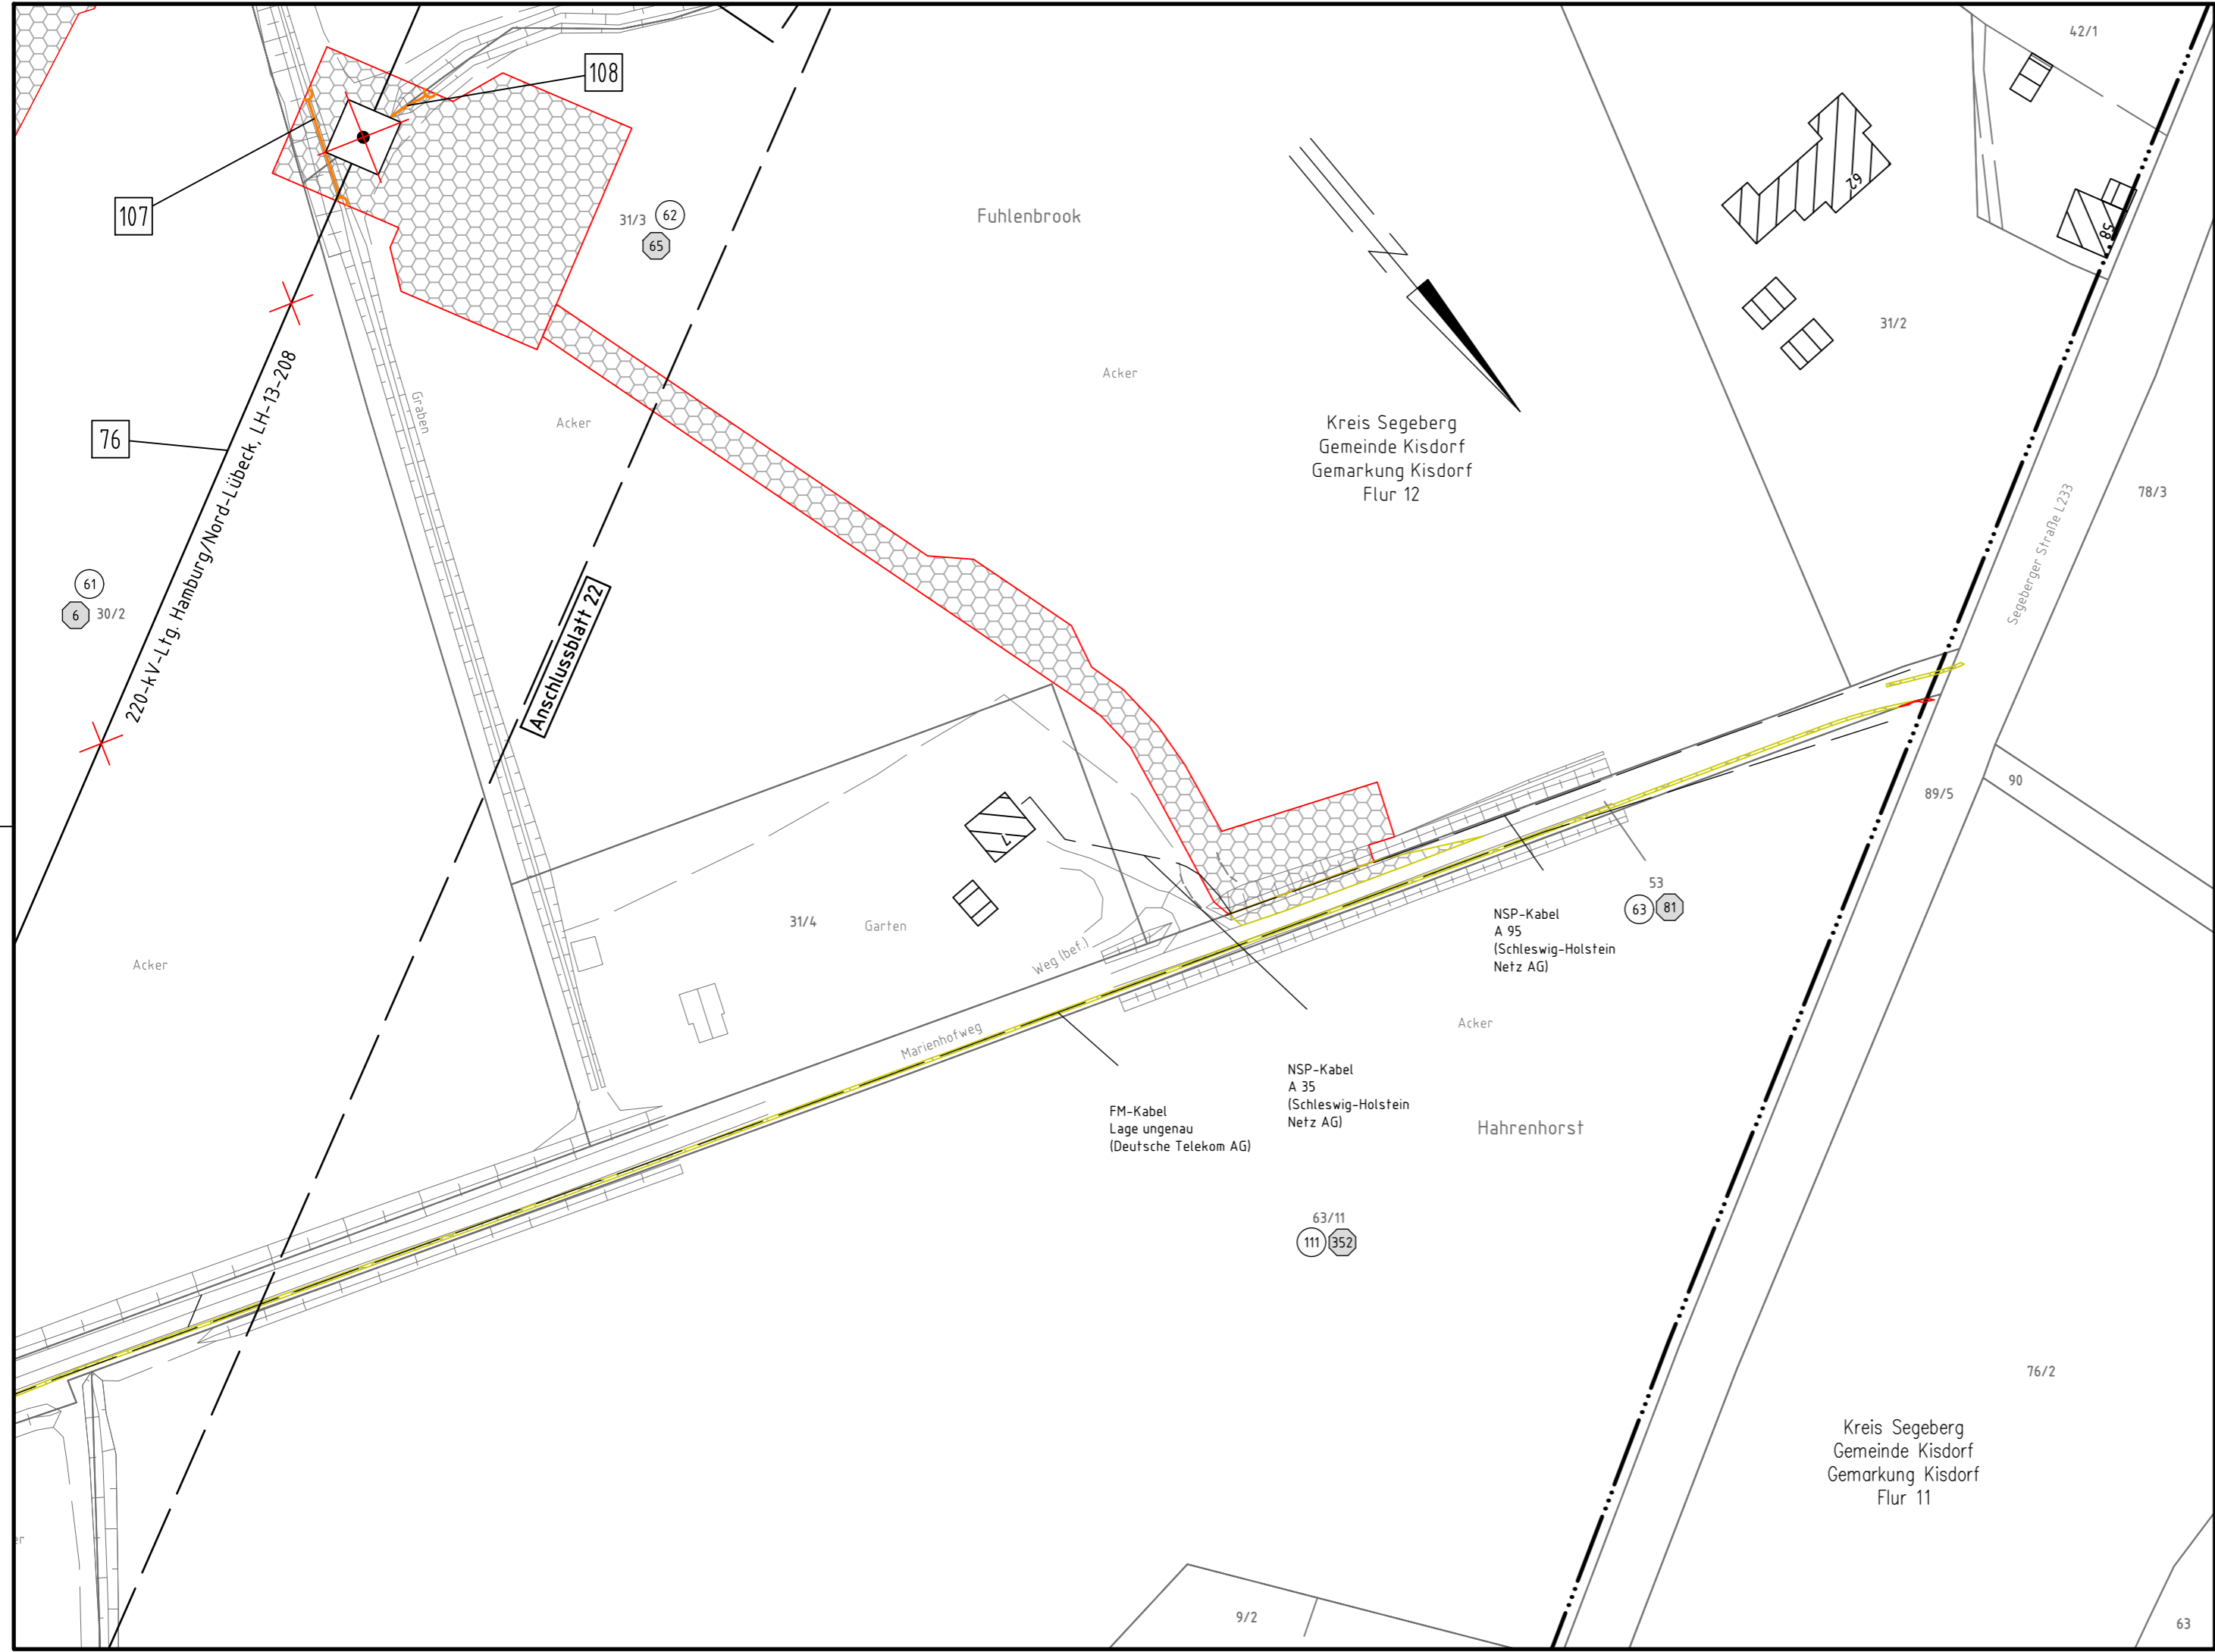 42/1
108
62
107
31/3
62
65
Fuhlenbrook
58
31/2
Acker
Graben
Acker
Kreis Segeberg
Gemeinde Kisdorf
Gemarkung Kisdorf
Flur 12
76
220-kV-Ltg. Hamburg/Nord-Lübeck, LH-13-208
78/3
Segeberger Straße L233
61
6
30/2
Anschlussblatt 22
90
89/5
7
53
63
81
31/4
Garten
NSP-Kabel
A 95
(Schleswig-Holstein
Netz AG)
Weg (bef.)
Acker
Marienhofweg
Acker
NSP-Kabel
A 35
(Schleswig-Holstein
Netz AG)
FM-Kabel
Lage ungenau
(Deutsche Telekom AG)
Hahrenhorst
63/11
111
352
76/2
Kreis Segeberg
Gemeinde Kisdorf
Gemarkung Kisdorf
Flur 11
er
9/2
63